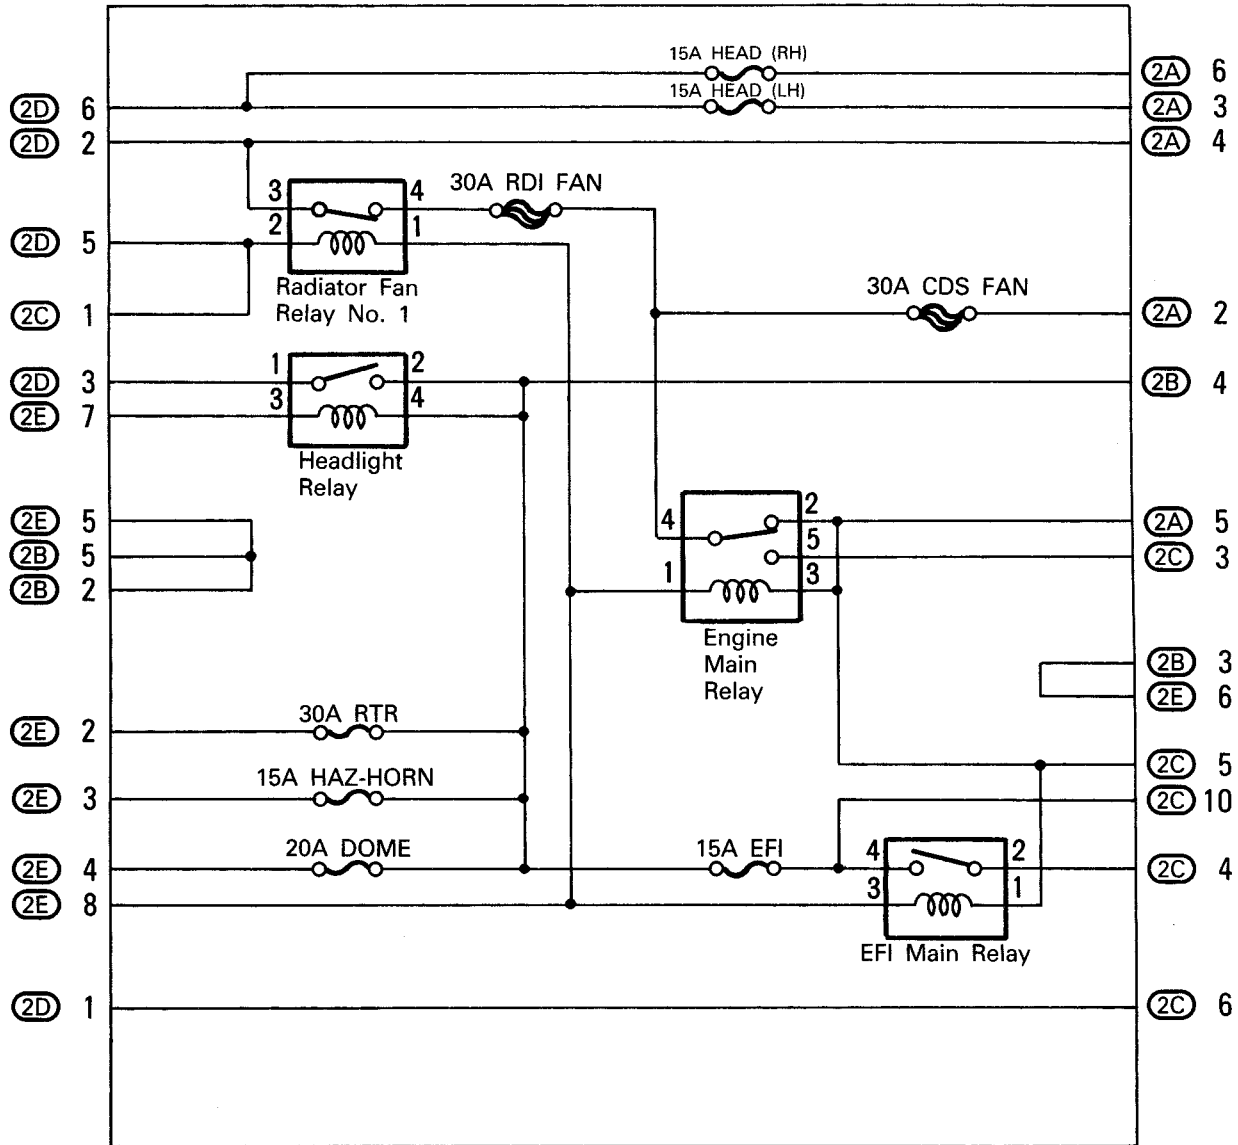 15A HEAD (RH)
2A 6
15A HEAD (LH)
2D 6
2A 3
2D 2
2A 4
30A RDI FAN
3 4
2 1
2D 5
Radiator Fan
Relay No. 1
30A CDS FAN
2C 1
2A 2
1 2
2D 3
2B 4
3 4
2E 7
Headlight
Relay
2E 5
4 2
2A 5
2B 5
5
2C 3
2B 2
1 3
Engine
Main
Relay
2B 3
2E 6
30A RTR
2E 2
2C 5
15A HAZ-HORN
2E 3
2C 10
20A DOME
15A EFI
4 2
2E 4
2C 4
3 1
2E 8
EFI Main Relay
2D 1
2C 6